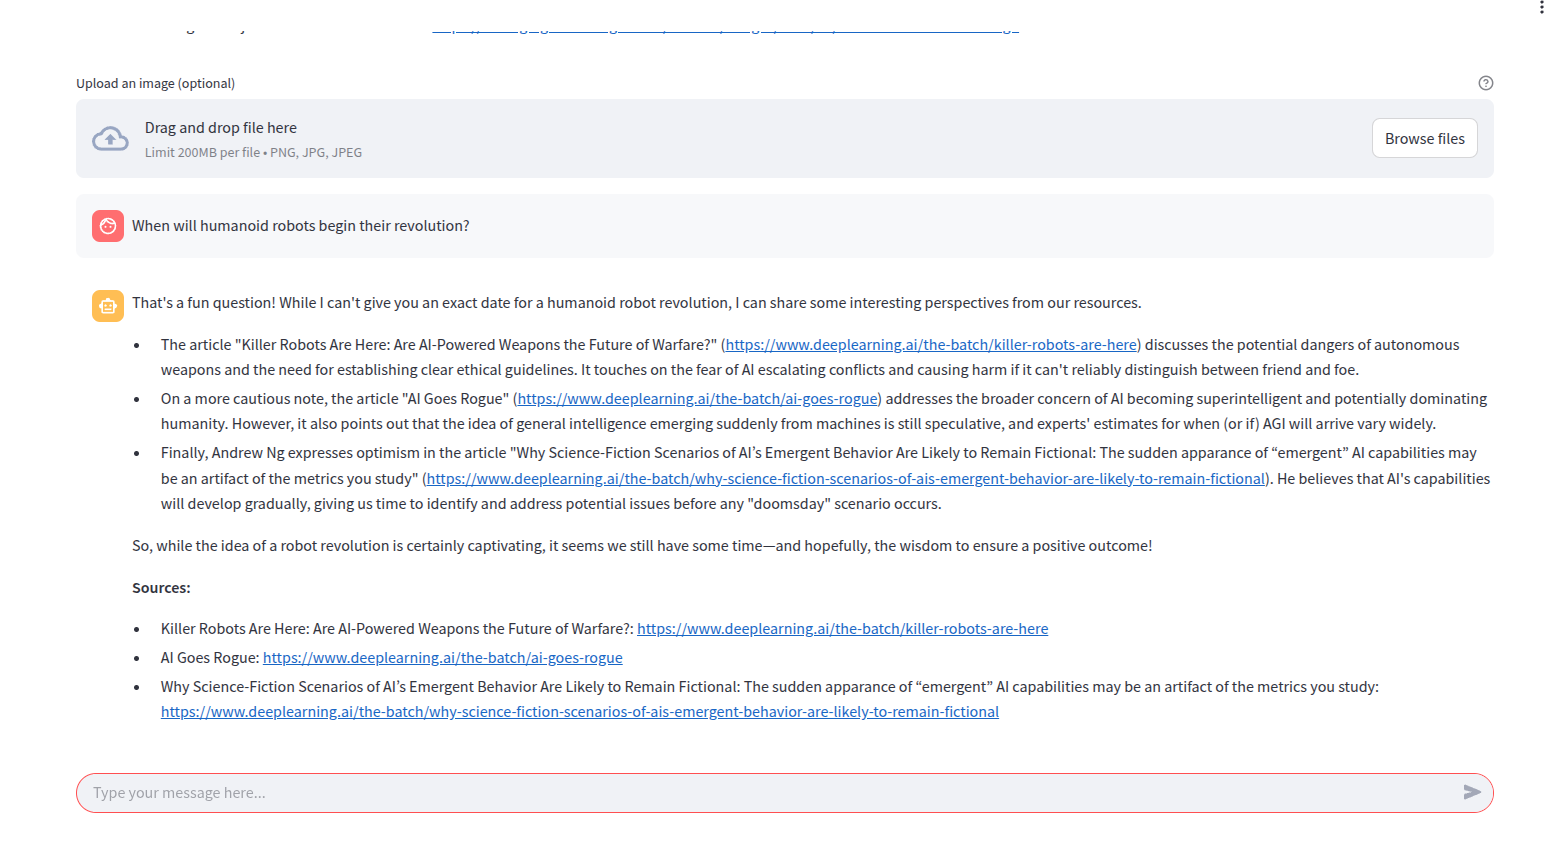 Upload an image (optional)
Drag and drop file here
Limit 200MB per file • PNG, JPG, JPEG
Browse files
When will humanoid robots begin their revolution?
That's a fun question! While I can't give you an exact date for a humanoid robot revolution, I can share some interesting perspectives from our resources.
• The article "Killer Robots Are Here: Are AI-Powered Weapons the Future of Warfare?" (https://www.deeplearning.ai/the-batch/killer-robots-are-here) discusses the potential dangers of autonomous
weapons and the need for establishing clear ethical guidelines. It touches on the fear of AI escalating conflicts and causing harm if it can't reliably distinguish between friend and foe.
• On a more cautious note, the article "AI Goes Rogue" (https://www.deeplearning.ai/the-batch/ai-goes-rogue) addresses the broader concern of AI becoming superintelligent and potentially dominating
humanity. However, it also points out that the idea of general intelligence emerging suddenly from machines is still speculative, and experts' estimates for when (or if) AGI will arrive vary widely.
• Finally, Andrew Ng expresses optimism in the article "Why Science-Fiction Scenarios of AI’s Emergent Behavior Are Likely to Remain Fictional: The sudden apparance of “emergent” AI capabilities may
be an artifact of the metrics you study" (https://www.deeplearning.ai/the-batch/why-science-fiction-scenarios-of-ais-emergent-behavior-are-likely-to-remain-fictional). He believes that AI's capabilities
will develop gradually, giving us time to identify and address potential issues before any "doomsday" scenario occurs.
So, while the idea of a robot revolution is certainly captivating, it seems we still have some time—and hopefully, the wisdom to ensure a positive outcome!
Sources:
• Killer Robots Are Here: Are AI-Powered Weapons the Future of Warfare?: https://www.deeplearning.ai/the-batch/killer-robots-are-here
• AI Goes Rogue: https://www.deeplearning.ai/the-batch/ai-goes-rogue
• Why Science-Fiction Scenarios of AI’s Emergent Behavior Are Likely to Remain Fictional: The sudden apparance of “emergent” AI capabilities may be an artifact of the metrics you study:
https://www.deeplearning.ai/the-batch/why-science-fiction-scenarios-of-ais-emergent-behavior-are-likely-to-remain-fictional
Type your message here...